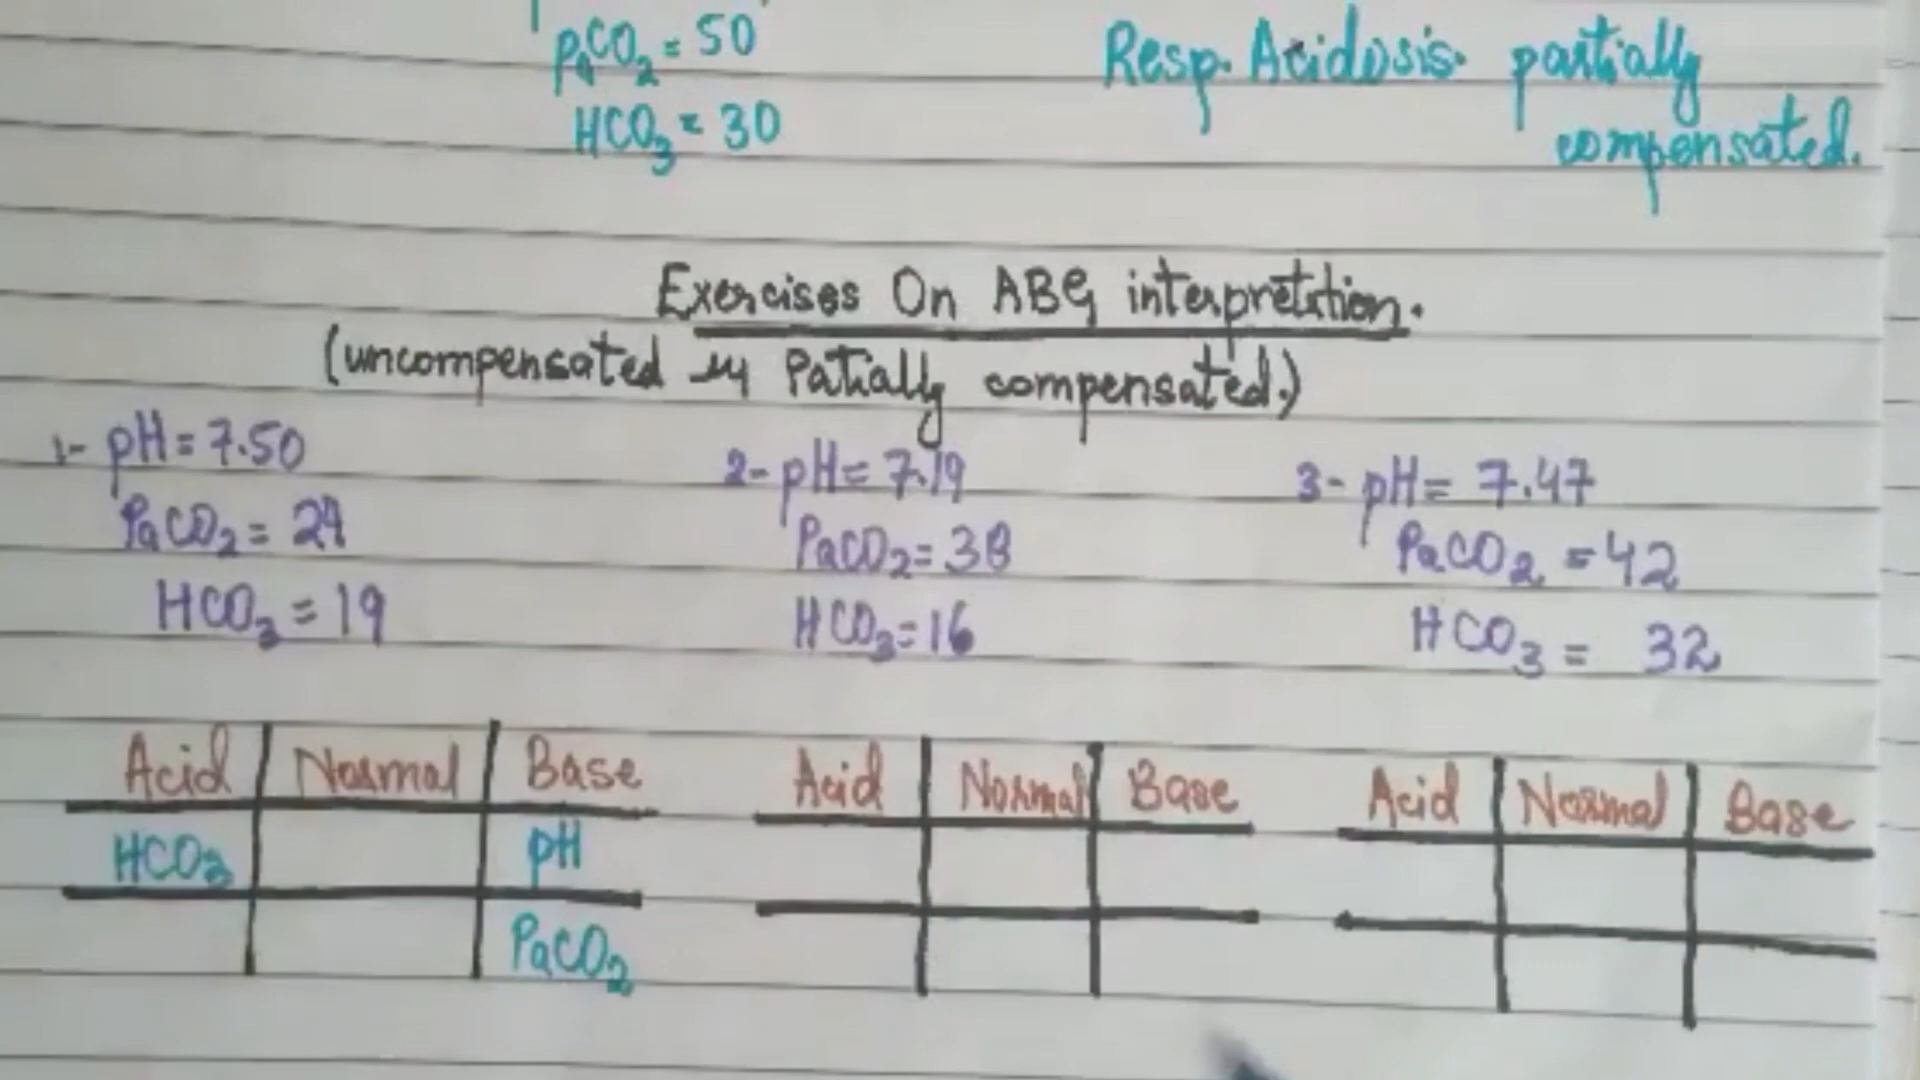 PaCO₂ = 50
HCO₃ = 30
Resp. Acidosis. partially
compensated.
Exercises On ABG interpretation.
(uncompensated Patially compensated.)
1- pH = 7.50
PaCO₂ = 29
HCO₃ = 19
2- pH = 7.19
PaCO₂ = 38
HCO₃ = 16
3- pH = 7.47
PaCO₂ = 42
HCO₃ = 32
Acid Normal Base
HCO₃ pH
PaCO₂
Acid Normal Base
Acid Normal Base